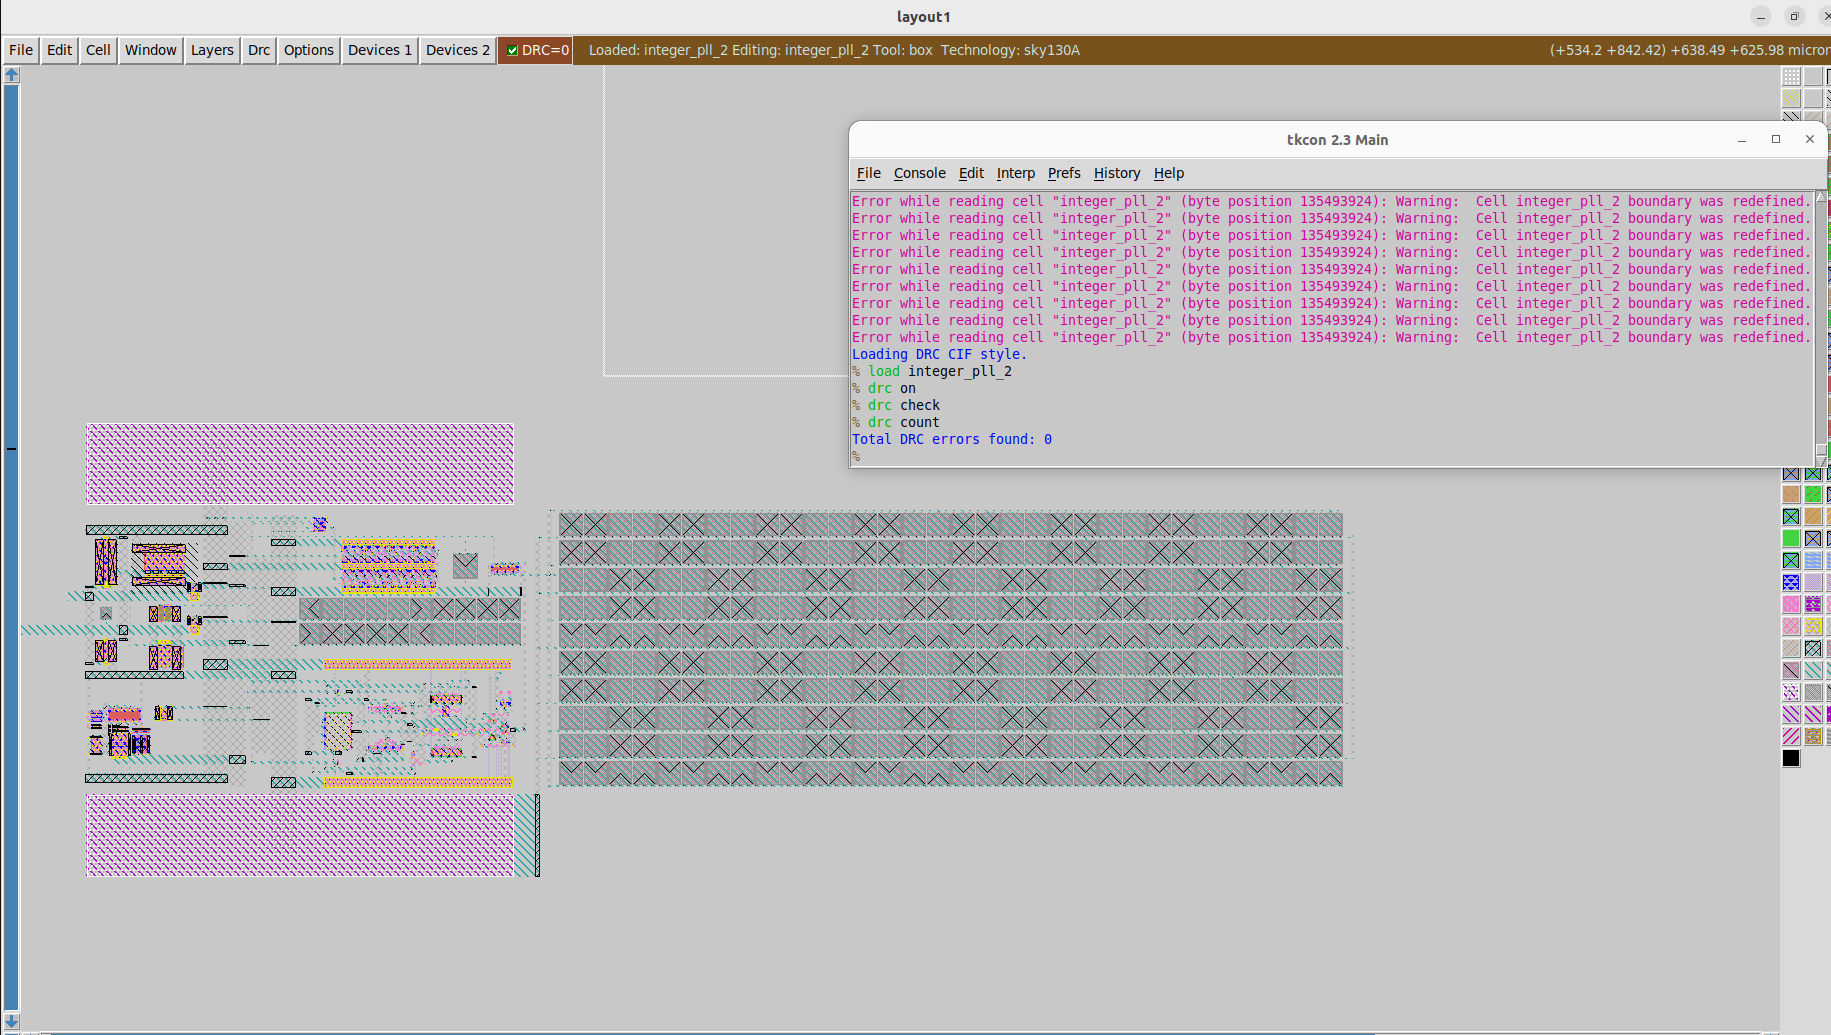 layout1
File Edit Cell Window Layers Drc Options Devices 1 Devices 2 DRC=0 Loaded: integer_pll_2 Editing: integer_pll_2 Tool: box Technology: sky130A (+534.2 +842.42) +638.49 +625.98 micron
tkcon 2.3 Main
File Console Edit Interp Prefs History Help
Error while reading cell "integer_pll_2" (byte position 135493924): Warning:  Cell integer_pll_2 boundary was redefined.
Error while reading cell "integer_pll_2" (byte position 135493924): Warning:  Cell integer_pll_2 boundary was redefined.
Error while reading cell "integer_pll_2" (byte position 135493924): Warning:  Cell integer_pll_2 boundary was redefined.
Error while reading cell "integer_pll_2" (byte position 135493924): Warning:  Cell integer_pll_2 boundary was redefined.
Error while reading cell "integer_pll_2" (byte position 135493924): Warning:  Cell integer_pll_2 boundary was redefined.
Error while reading cell "integer_pll_2" (byte position 135493924): Warning:  Cell integer_pll_2 boundary was redefined.
Error while reading cell "integer_pll_2" (byte position 135493924): Warning:  Cell integer_pll_2 boundary was redefined.
Error while reading cell "integer_pll_2" (byte position 135493924): Warning:  Cell integer_pll_2 boundary was redefined.
Error while reading cell "integer_pll_2" (byte position 135493924): Warning:  Cell integer_pll_2 boundary was redefined.
Loading DRC CIF style.
% load integer_pll_2
% drc on
% drc check
% drc count
Total DRC errors found: 0
%